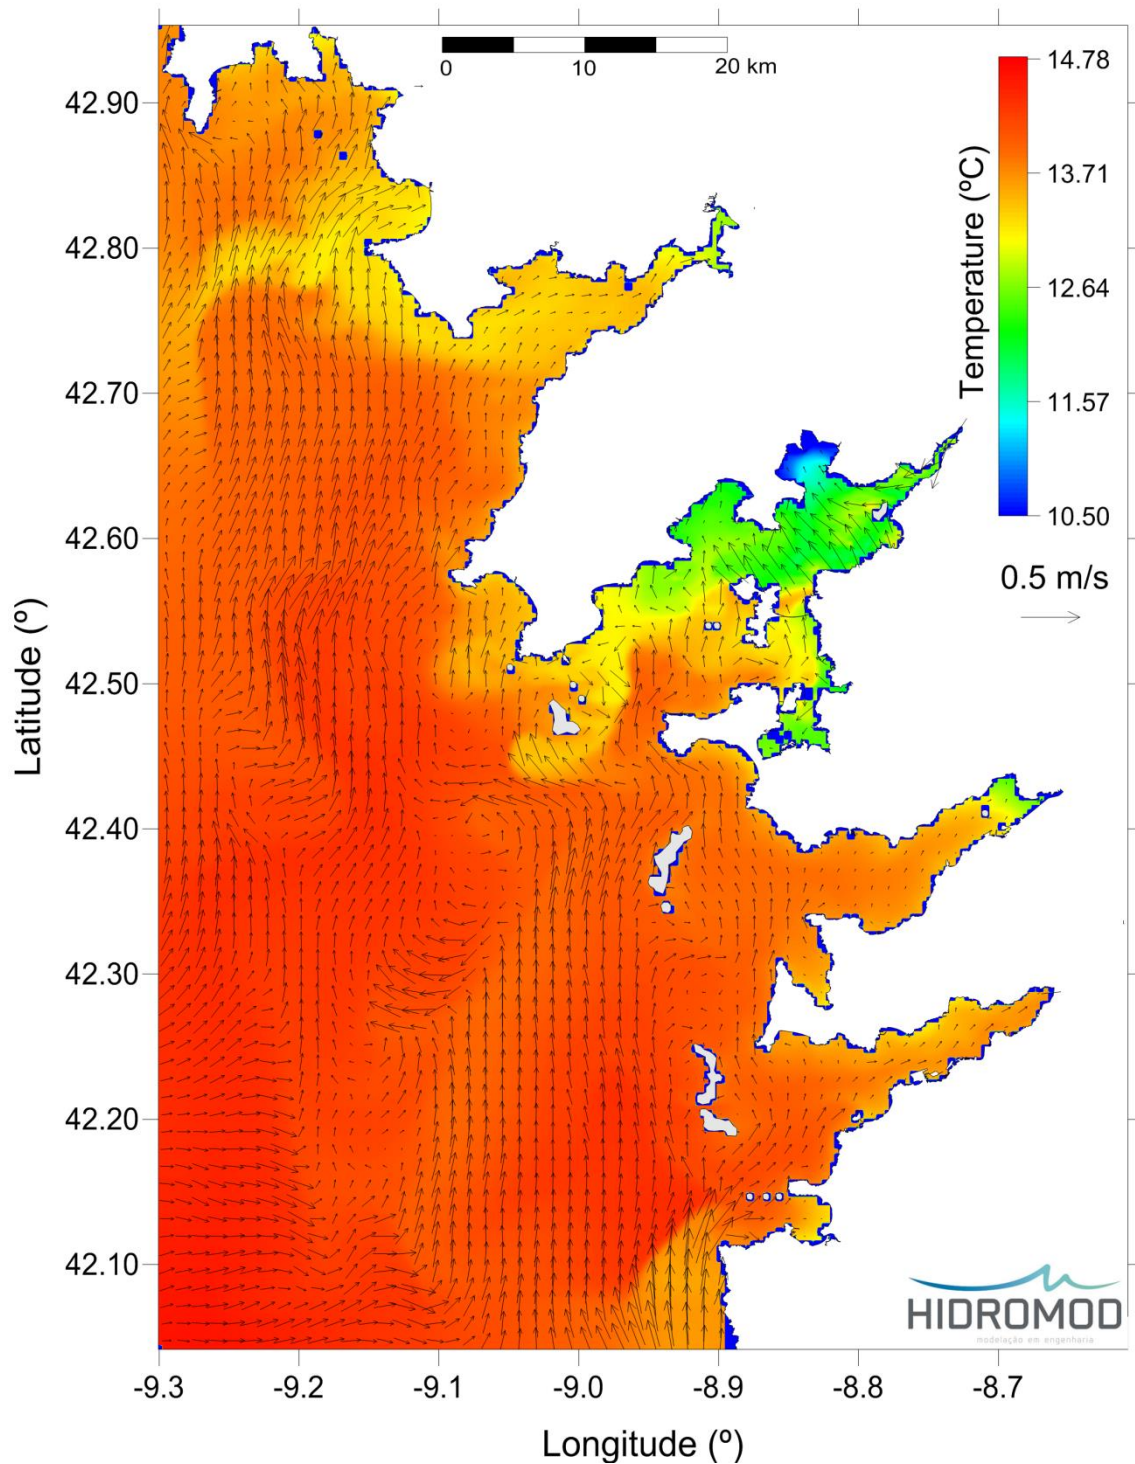 0 10 20 km
14.78
13.71
12.64
11.57
10.50
Temperature (ºC)
0.5 m/s
42.90
42.80
42.70
42.60
42.50
42.40
42.30
42.20
42.10
Latitude (º)
HIDROMOD
modelação em engenharia
-9.3 -9.2 -9.1 -9.0 -8.9 -8.8 -8.7
Longitude (º)